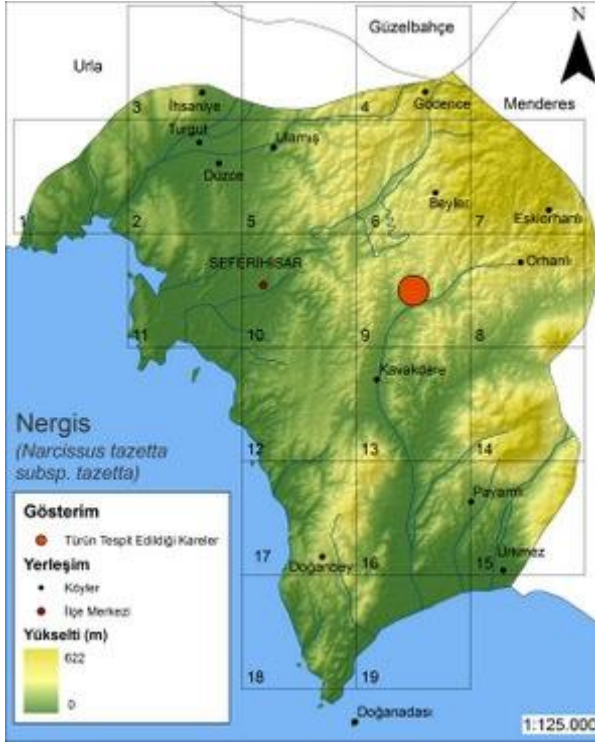 N
Güzelbahçe
Urla
3
4
İhsaniye
Gödence
Menderes
Turgut
Ulamış
Düzce
Beyler
Eskiorhanlı
1
2
5
6
7
SEFERİHİSAR
Orhanlı
11
10
9
8
Kavakdere
Nergis
(Narcissus tazetta
subsp. tazetta)
12
13
14
Payamlı
Gösterim
Türün Tespit Edildiği Kareler
Yerleşim
Köyler
İlçe Merkezi
Yükselti (m)
622
0
17
Doğanbey
16
15
Ürkmez
18
19
Doğanadası
1:125.000